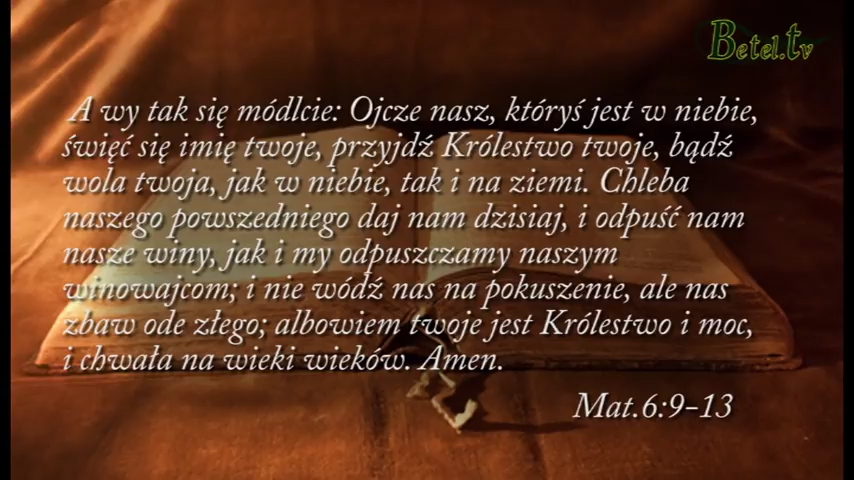 Betel.tv
A wy tak się módlcie: Ojcze nasz, któryś jest w niebie,
święć się imię twoje, przyjdź Królestwo twoje, bądź
wola twoja, jak w niebie, tak i na ziemi. Chleba
naszego powszedniego daj nam dzisiaj, i odpuść nam
nasze winy, jak i my odpuszczamy naszym
winowajcom; i nie wódź nas na pokuszenie, ale nas
zbaw ode złego; albowiem twoje jest Królestwo i moc,
i chwała na wieki wieków. Amen.
Mat.6:9-13